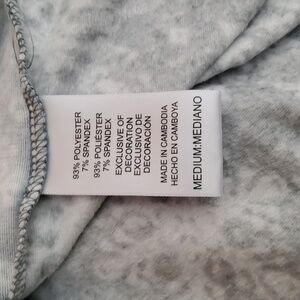 93% POLYESTER
7% SPANDEX
93% POLIÉSTER
7% SPANDEX
EXCLUSIVE OF
DECORATION
EXCLUSIVO DE
DECORACIÓN
MADE IN CAMBODIA
HECHO EN CAMBOYA
MEDIUM:MEDIANO